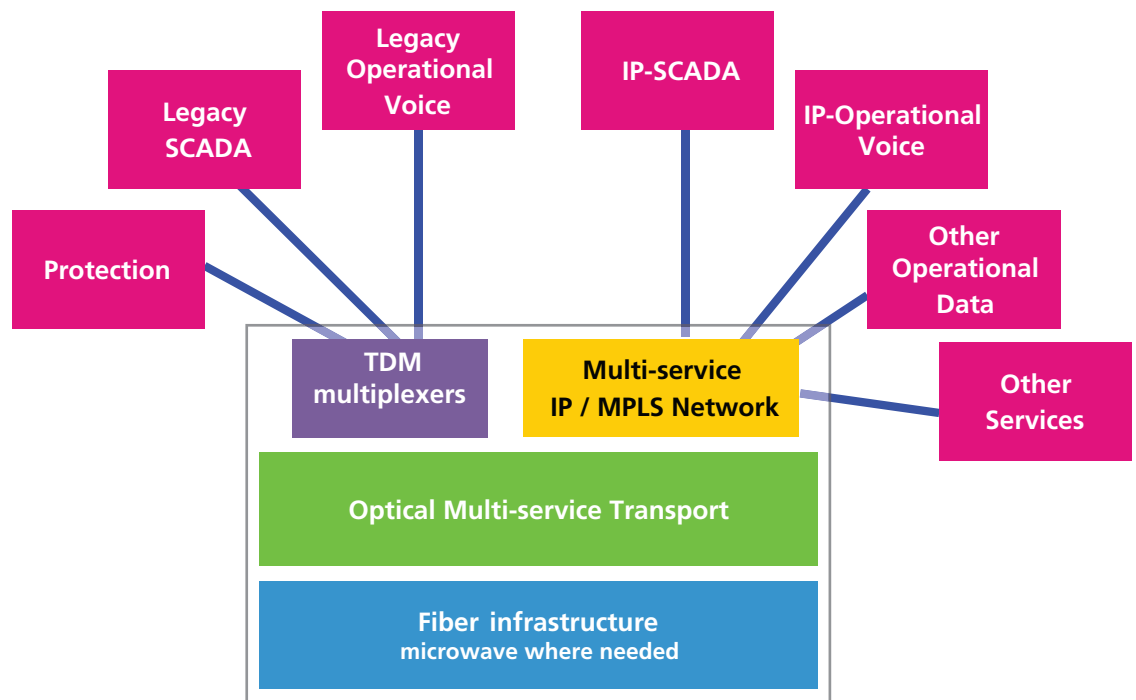 Legacy
Operational
Voice
IP-SCADA
Legacy
SCADA
IP-Operational
Voice
Protection
Other
Operational
Data
TDM
multiplexers
Multi-service
IP / MPLS Network
Other
Services
Optical Multi-service Transport
Fiber infrastructure
microwave where needed